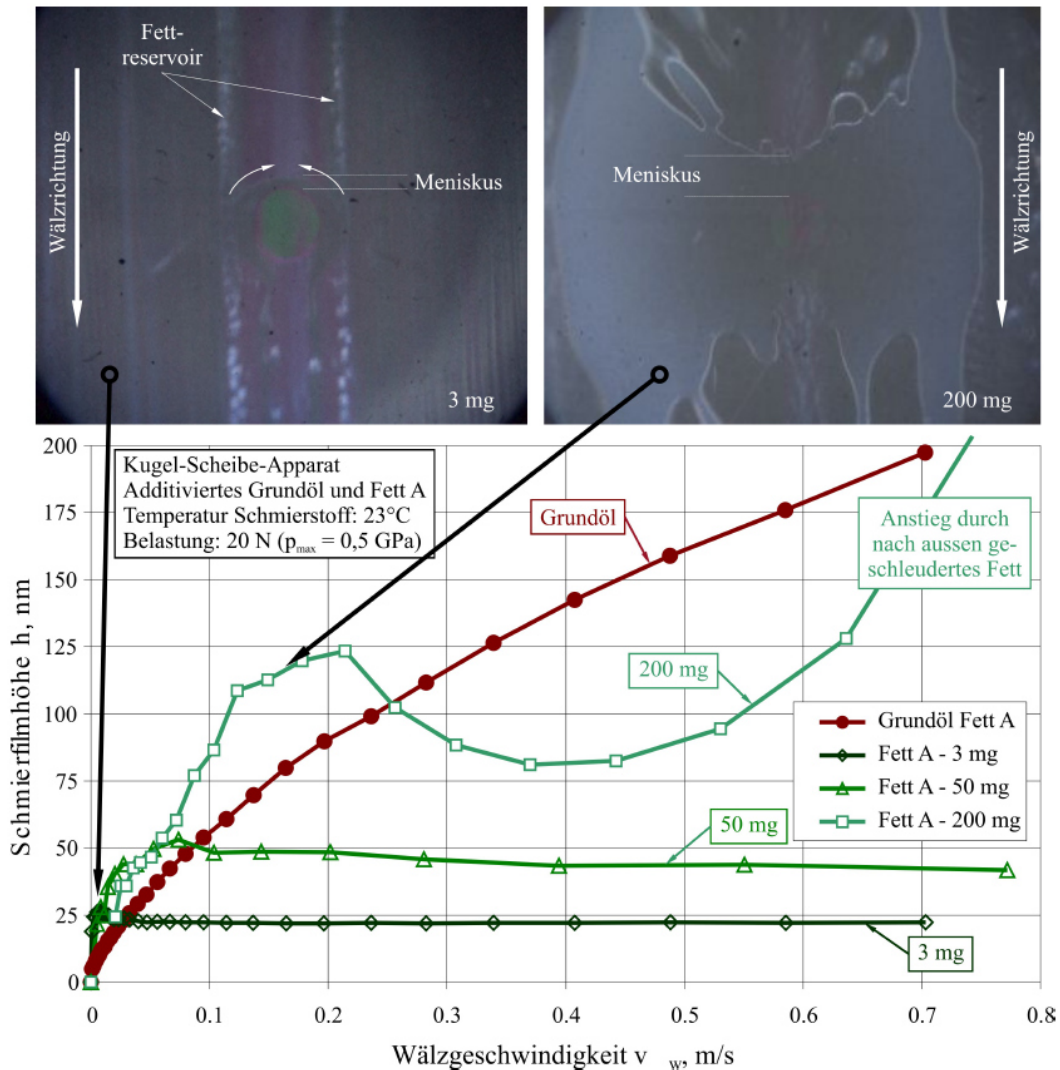 Fett-
reservoir
Wälzrichtung
Meniskus
3 mg
Meniskus
Wälzrichtung
200 mg
Kugel-Scheibe-Apparat
Additiviertes Grundöl und Fett A
Temperatur Schmierstoff: 23°C
Belastung: 20 N (pmax = 0,5 GPa)
Grundöl
Anstieg durch
nach aussen ge-
schleudertes Fett
200 mg
50 mg
3 mg
Grundöl Fett A
Fett A - 3 mg
Fett A - 50 mg
Fett A - 200 mg
Schmierfilmhöhe h, nm
200
175
150
125
100
75
50
25
0
0 0.1 0.2 0.3 0.4 0.5 0.6 0.7 0.8
Wälzgeschwindigkeit v w, m/s